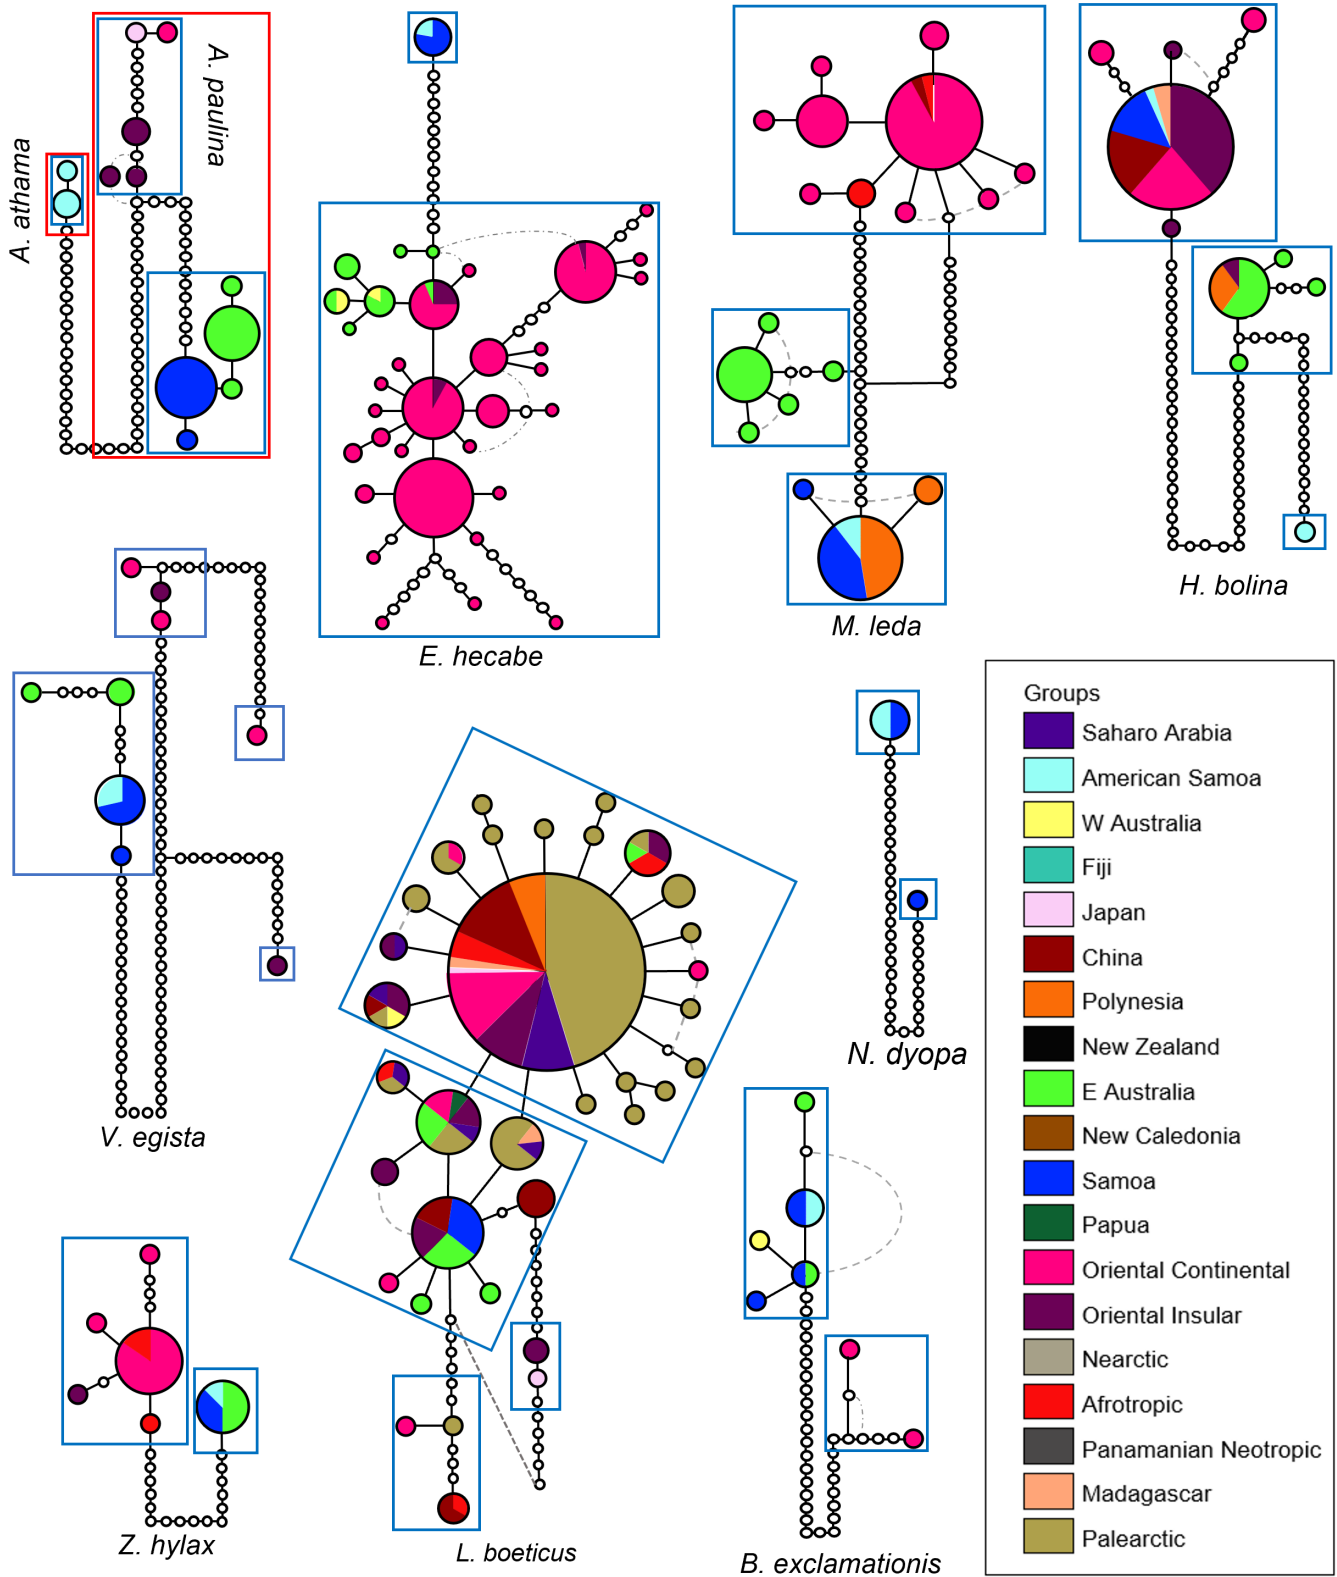 A. paulina
A. athama
E. hecabe
M. leda
H. bolina
V. egista
N. dyopa
Z. hylax
L. boeticus
B. exclamationis
Groups
Saharo Arabia
American Samoa
W Australia
Fiji
Japan
China
Polynesia
New Zealand
E Australia
New Caledonia
Samoa
Papua
Oriental Continental
Oriental Insular
Nearctic
Afrotropic
Panamanian Neotropic
Madagascar
Palearctic